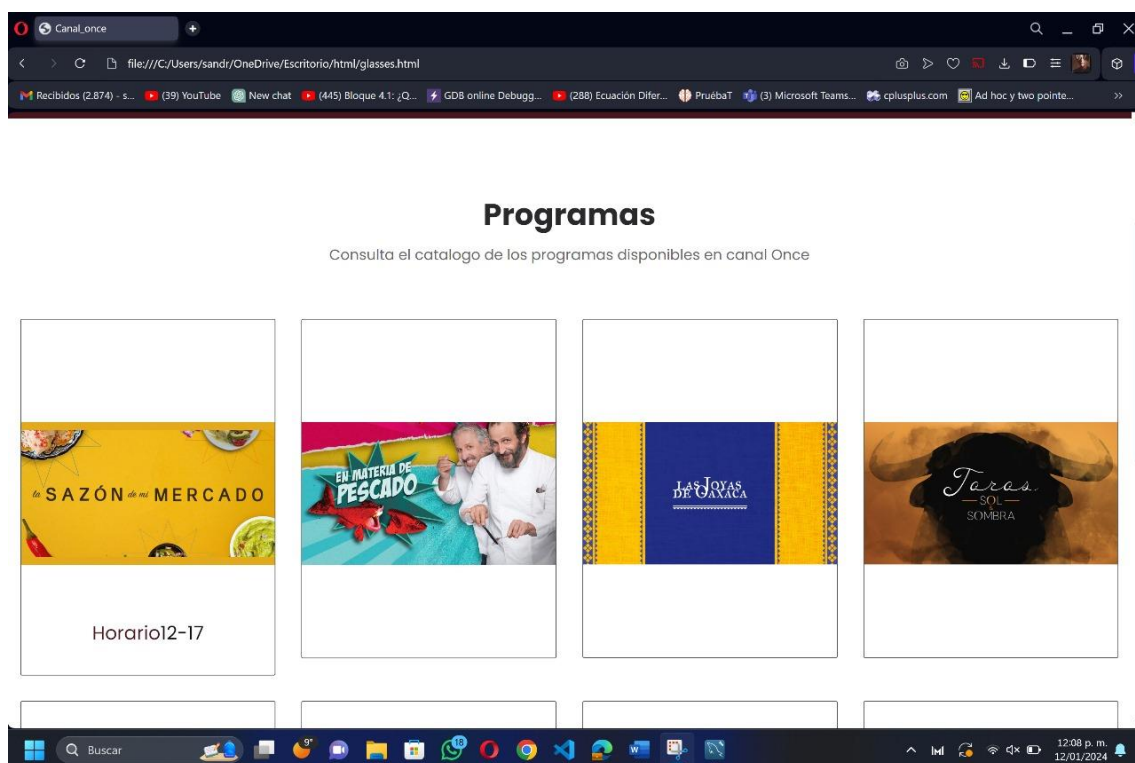 Canal_once
file:///C:/Users/sandr/OneDrive/Escritorio/html/glasses.html
Recibidos (2.874) - s... (39) YouTube New chat (445) Bloque 4.1: ¿Q... GDB online Debugg... (288) Ecuación Difer... PruébaT (3) Microsoft Teams... cplusplus.com Ad hoc y two pointe...
Programas
Consulta el catalogo de los programas disponibles en canal Once
la SAZÓN de mi MERCADO
EN MATERIA DE
PESCADO
LAS JOYAS
DE OAXACA
Toros
SOL
SOMBRA
Horario12-17
Buscar
9°
18
12:08 p. m.
12/01/2024